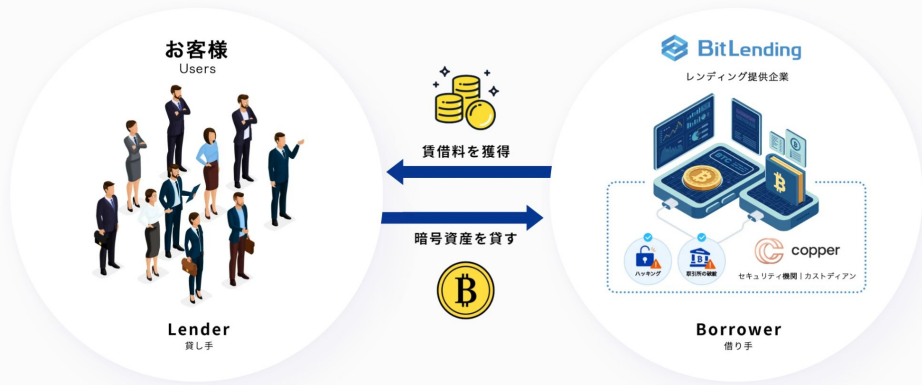 お客様
Users
Lender
貸し手
賃借料を獲得
暗号資産を貸す
BitLending
レンディング提供企業
BTC
ハッキング
取引所の破綻
copper
セキュリティ機関 | カストディアン
Borrower
借り手